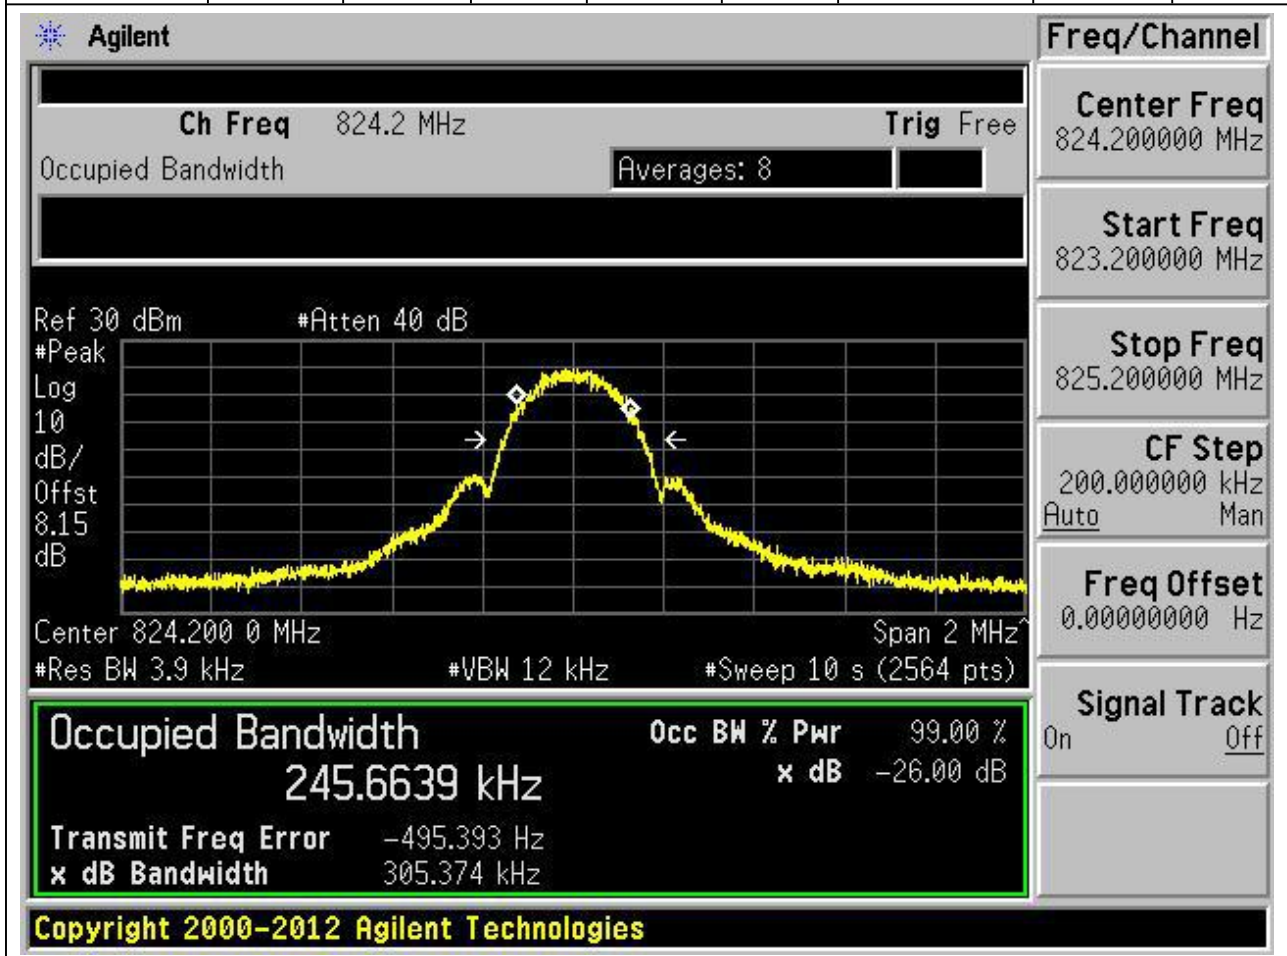 Agilent
Freq/Channel
Ch Freq 824.2 MHz Trig Free
Occupied Bandwidth Averages: 8
Center Freq
824.200000 MHz
Start Freq
823.200000 MHz
Stop Freq
825.200000 MHz
CF Step
200.000000 kHz
Auto Man
Freq Offset
0.00000000 Hz
Signal Track
On Off
Ref 30 dBm #Atten 40 dB
#Peak
Log
10
dB/
Offst
8.15
dB
Center 824.200 0 MHz Span 2 MHz^
#Res BW 3.9 kHz #VBW 12 kHz #Sweep 10 s (2564 pts)
Occupied Bandwidth
245.6639 kHz
Occ BW % Pwr 99.00 %
x dB -26.00 dB
Transmit Freq Error -495.393 Hz
x dB Bandwidth 305.374 kHz
Copyright 2000-2012 Agilent Technologies